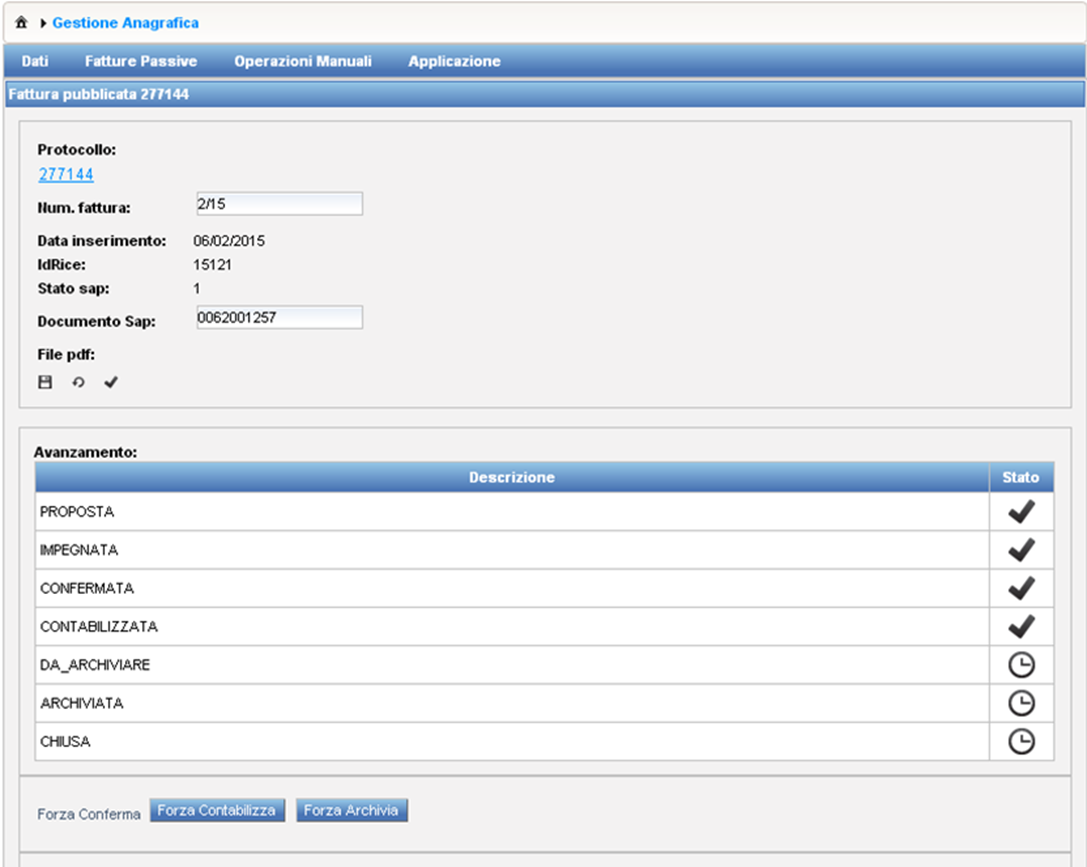 Gestione Anagrafica
Dati Fatture Passive Operazioni Manuali Applicazione
Fattura pubblicata 277144
Protocollo:
277144
Num. fattura: 2/15
Data inserimento: 06/02/2015
IdRice: 15121
Stato sap: 1
Documento Sap: 0062001257
File pdf:
Avanzamento:
Descrizione Stato
PROPOSTA
IMPEGNATA
CONFERMATA
CONTABILIZZATA
DA_ARCHIVIARE
ARCHIVIATA
CHIUSA
Forza Conferma Forza Contabilizza Forza Archivia